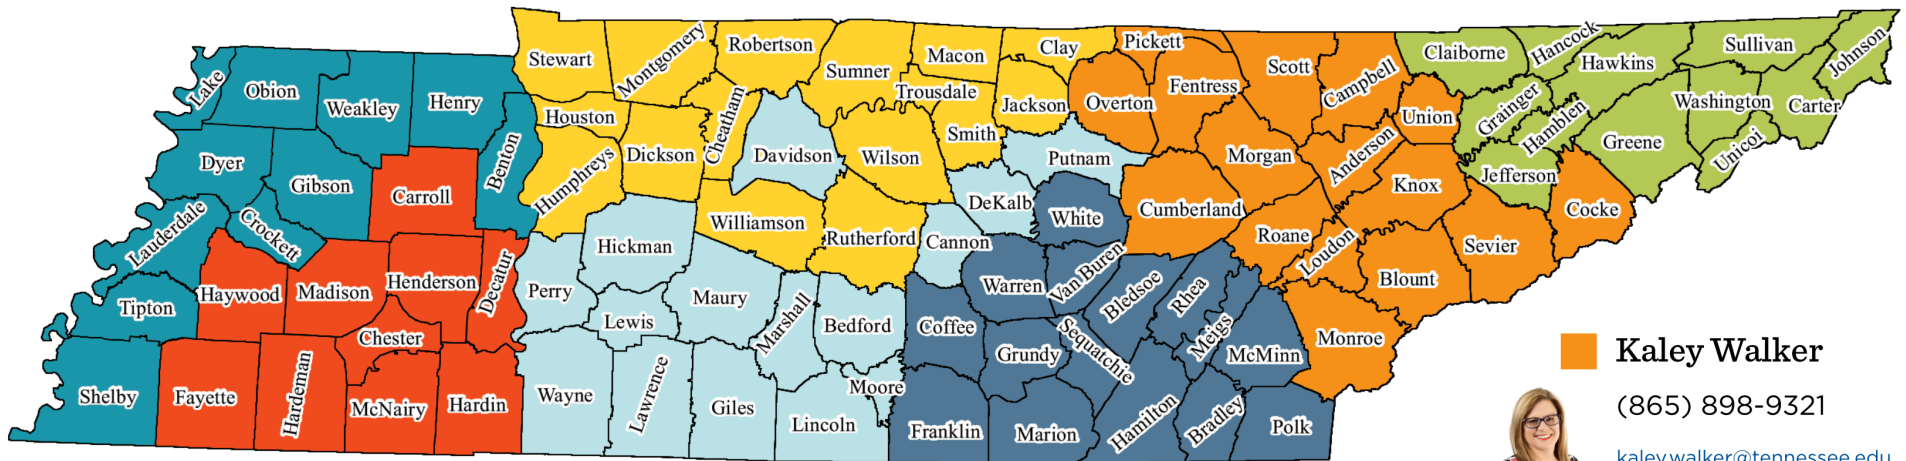 Stewart
Montgomery
Robertson
Sumner
Macon
Clay
Pickett
Scott
Campbell
Claiborne
Hancock
Hawkins
Sullivan
Johnson
Lake
Obion
Weakley
Henry
Houston
Cheatham
Trousdale
Jackson
Overton
Fentress
Union
Grainger
Hamblen
Washington
Carter
Dyer
Gibson
Carroll
Benton
Humphreys
Dickson
Davidson
Wilson
Smith
Putnam
Morgan
Anderson
Knox
Jefferson
Greene
Unicoi
Lauderdale
Crockett
Hickman
Williamson
Rutherford
Cannon
DeKalb
White
Cumberland
Roane
Loudon
Blount
Sevier
Cocke
Tipton
Haywood
Madison
Henderson
Decatur
Perry
Lewis
Maury
Marshall
Bedford
Coffee
Warren
Van Buren
Bledsoe
Rhea
Meigs
McMinn
Monroe
Shelby
Fayette
Hardeman
Chester
McNairy
Hardin
Wayne
Lawrence
Giles
Lincoln
Moore
Franklin
Grundy
Marion
Sequatchie
Hamilton
Bradley
Polk
Kaley Walker
(865) 898-9321
kaley.walker@tennessee.edu